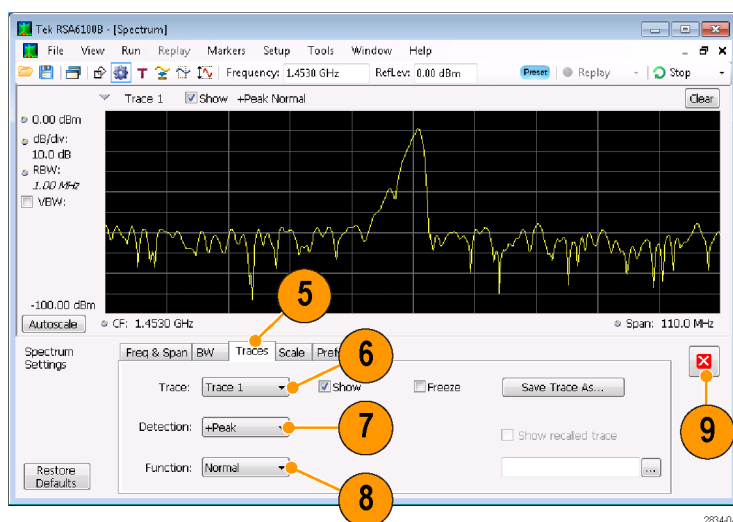 Tek RSA6100B - [Spectrum]
File View Run Replay Markers Setup Tools Window Help
T Frequency: 1.4530 GHz RefLev: 0.00 dBm Preset Replay Stop
Trace 1 Show +Peak Normal Clear
0.00 dBm
dB/div:
10.0 dB
RBW:
1.00 MHz
VBW:
-100.00 dBm
Autoscale CF: 1.4530 GHz Span: 110.0 MHz
5
Spectrum
Settings
Freq & Span BW Traces Scale
6
Trace: Trace 1 Show Freeze Save Trace As...
Detection: +Peak 7 Show recalled trace 9
Function: Normal ...
Restore
Defaults
8